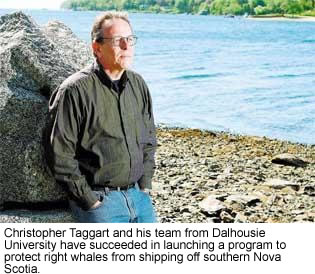 Christopher Taggart and his team from Dalhousie
University have succeeded in launching a program to
protect right whales from shipping off southern Nova
Scotia.